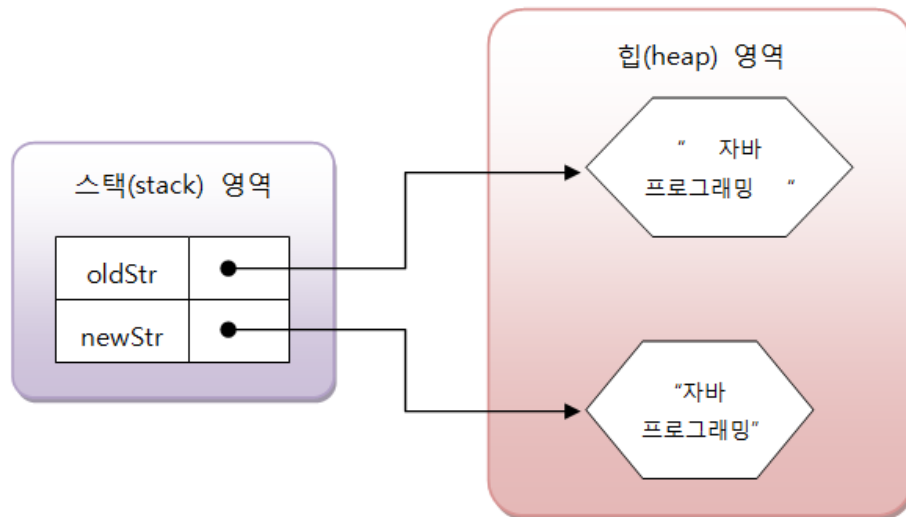 힙(heap) 영역
“ 자바
프로그래밍 “
스택(stack) 영역
oldStr
newStr
“자바
프로그래밍”